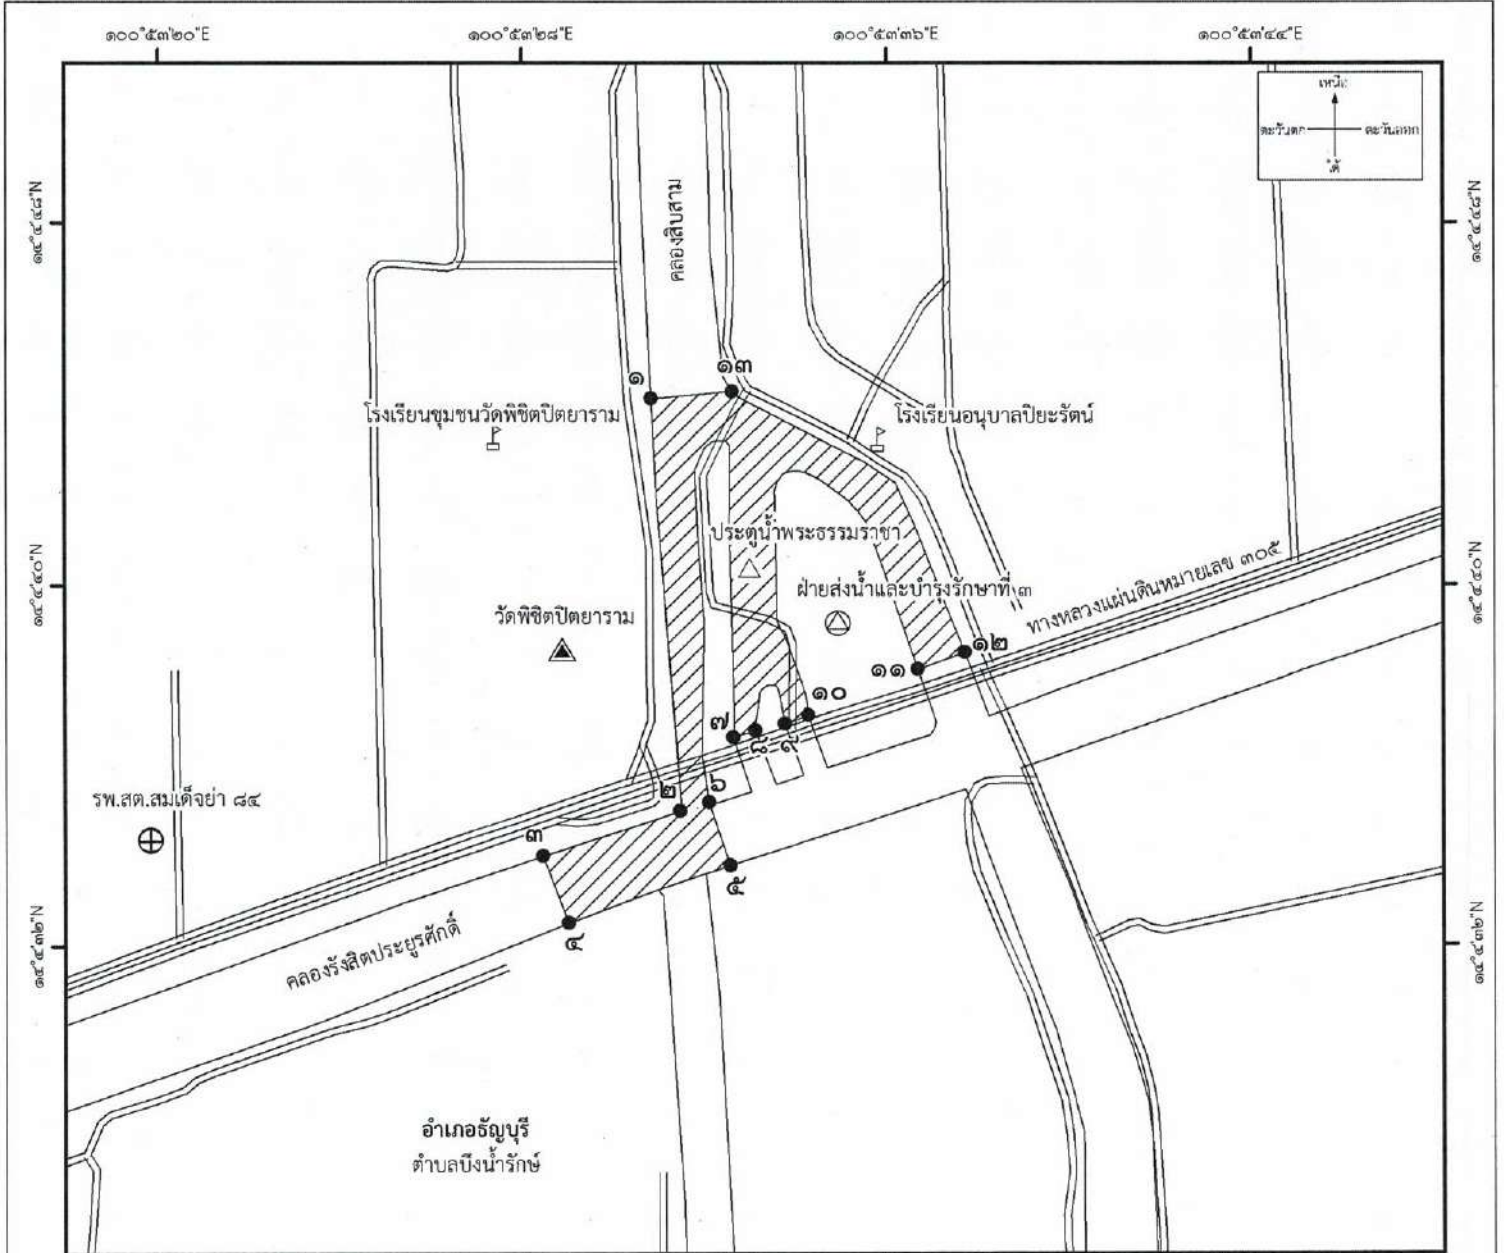 ๑๐๐°๕๓'๒๐"E
๑๐๐°๕๓'๒๘"E
๑๐๐°๕๓'๓๖"E
๑๐๐°๕๓'๔๔"E
เหนือ
ตะวันตก
ตะวันออก
ใต้
๑๔°๔'๔๘"N
๑๔°๔'๔๘"N
คลองสิบสาม
๑
๑๓
โรงเรียนชุมชนวัดพิชิตปิตยาราม
โรงเรียนอนุบาลปิยะรัตน์
ประตูน้ำพระธรรมราชา
๑๔°๔'๔๐"N
๑๔°๔'๔๐"N
ฝ่ายส่งน้ำและบำรุงรักษาที่ ๓
ทางหลวงแผ่นดินหมายเลข ๓๐๕
วัดพิชิตปิตยาราม
๑๒
๑๑
๑๐
๗
๘
๙
๒
๖
รพ.สต.สมเด็จย่า ๘๔
๓
๕
๔
คลองรังสิตประยูรศักดิ์
๑๔°๔'๓๒"N
๑๔°๔'๓๒"N
อำเภอธัญบุรี
ตำบลบึงน้ำรักษ์